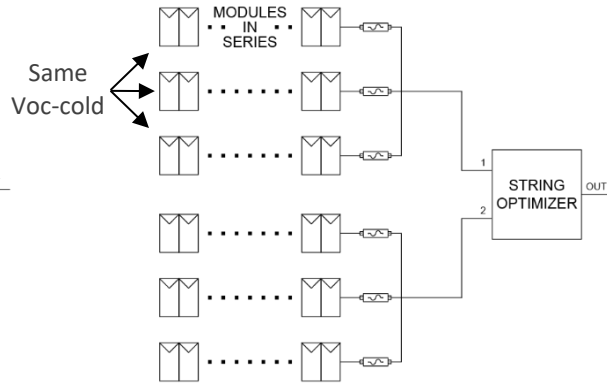 MODULES
IN
SERIES
Same
Voc-cold
1
2
STRING
OPTIMIZER
OUT